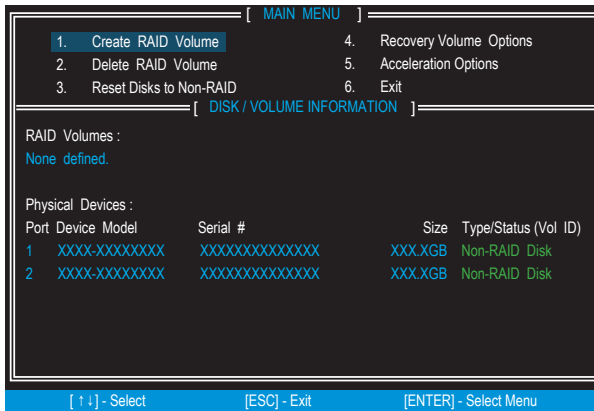 [ MAIN MENU ]
1. Create RAID Volume
2. Delete RAID Volume
3. Reset Disks to Non-RAID
4. Recovery Volume Options
5. Acceleration Options
6. Exit
[ DISK / VOLUME INFORMATION ]
RAID Volumes :
None defined.
Physical Devices :
Port Device Model Serial # Size Type/Status (Vol ID)
1 XXXX-XXXXXXXX XXXXXXXXXXXXXX XXX.XGB Non-RAID Disk
2 XXXX-XXXXXXXX XXXXXXXXXXXXXX XXX.XGB Non-RAID Disk
[ ↑↓] - Select [ESC] - Exit [ENTER] - Select Menu